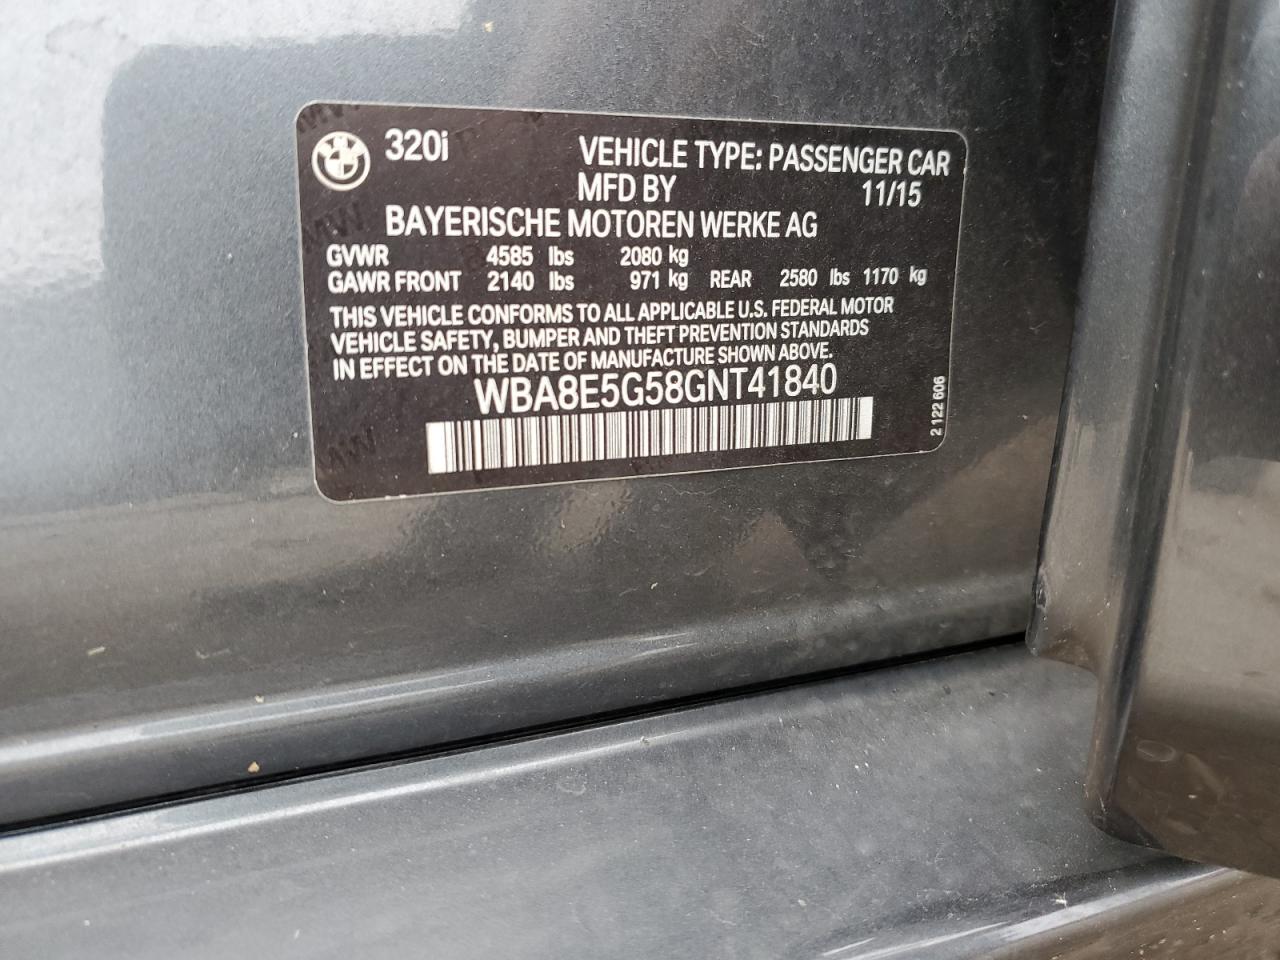 320i
VEHICLE TYPE: PASSENGER CAR
MFD BY 11/15
BAYERISCHE MOTOREN WERKE AG
GVWR 4585 lbs 2080 kg
GAWR FRONT 2140 lbs 971 kg REAR 2580 lbs 1170 kg
THIS VEHICLE CONFORMS TO ALL APPLICABLE U.S. FEDERAL MOTOR
VEHICLE SAFETY, BUMPER AND THEFT PREVENTION STANDARDS
IN EFFECT ON THE DATE OF MANUFACTURE SHOWN ABOVE.
WBA8E5G58GNT41840
2 122 606